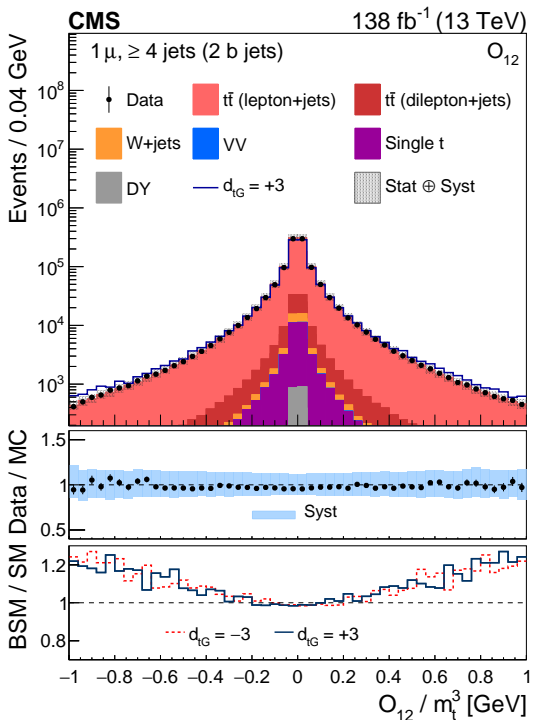 CMS 138 fb⁻¹ (13 TeV)
1 μ, ≥ 4 jets (2 b jets) O₁₂
Data tt̄ (lepton+jets) tt̄ (dilepton+jets)
W+jets VV Single t
DY d_tG = +3 Stat ⊕ Syst
Events / 0.04 GeV
10⁸
10⁷
10⁶
10⁵
10⁴
10³
Data / MC
1.5
1
0.5
Syst
BSM / SM
1.2
1
0.8
d_tG = −3 d_tG = +3
−1 −0.8 −0.6 −0.4 −0.2 0 0.2 0.4 0.6 0.8 1
O₁₂ / m_t³ [GeV]